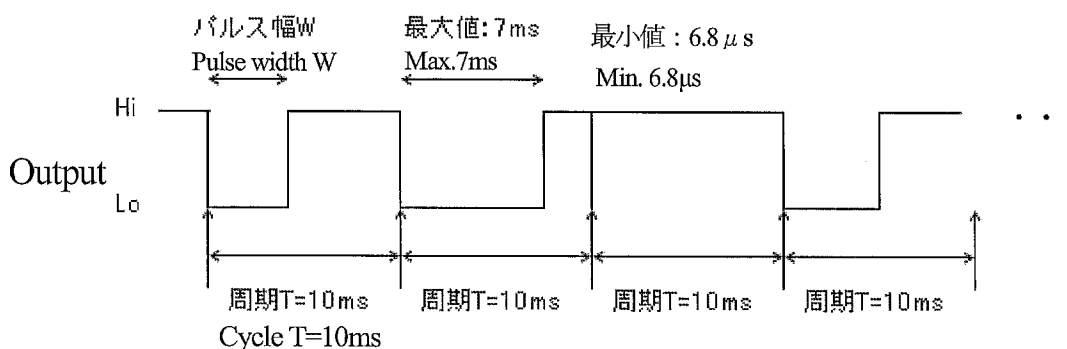 パルス幅W
Pulse width W
最大値:7ms
Max.7ms
最小値：6.8μs
Min. 6.8μs
Hi
Output
Lo
周期T=10ms
周期T=10ms
周期T=10ms
周期T=10ms
Cycle T=10ms